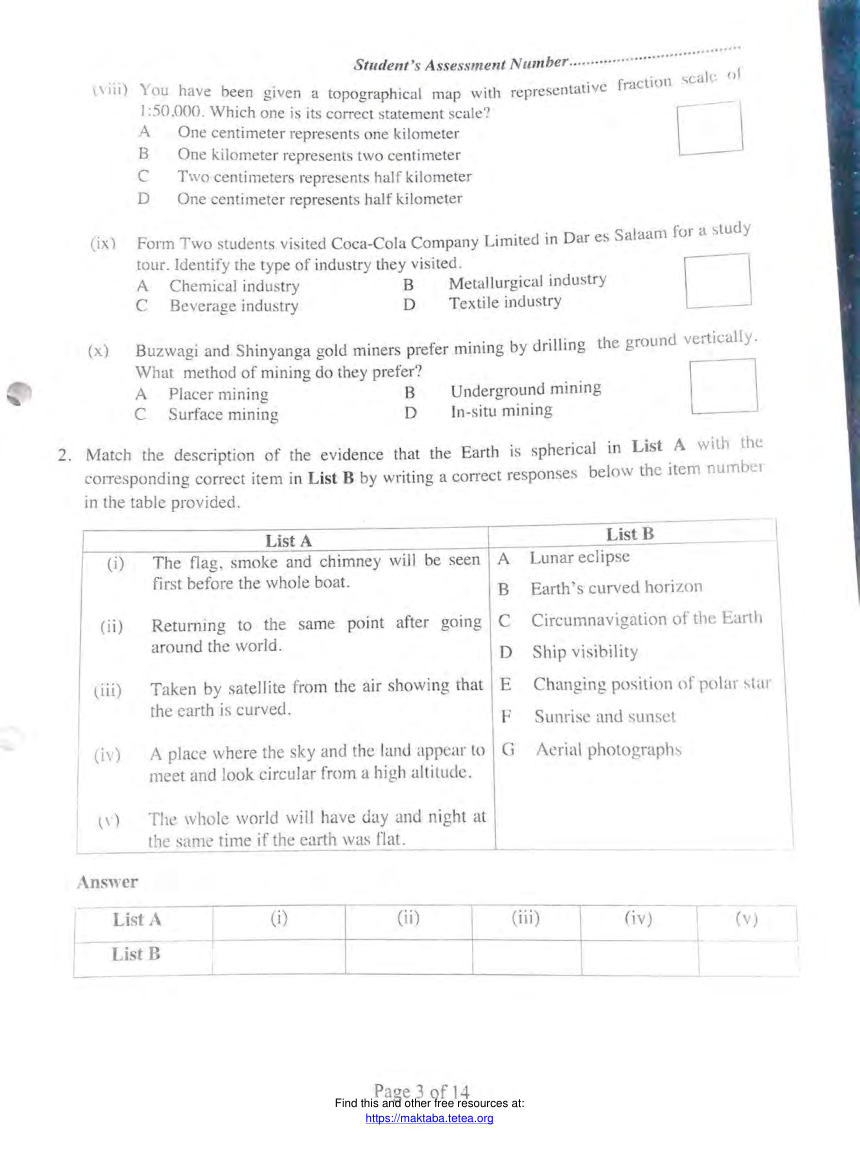 Student's Assessment Number..........................................
(viii) You have been given a topographical map with representative fraction scale of
1:50,000. Which one is its correct statement scale?
A One centimeter represents one kilometer
B One kilometer represents two centimeter
C Two centimeters represents half kilometer
D One centimeter represents half kilometer
(ix) Form Two students visited Coca-Cola Company Limited in Dar es Salaam for a study
tour. Identify the type of industry they visited.
A Chemical industry B Metallurgical industry
C Beverage industry D Textile industry
(x) Buzwagi and Shinyanga gold miners prefer mining by drilling the ground vertically.
What method of mining do they prefer?
A Placer mining B Underground mining
C Surface mining D In-situ mining
2. Match the description of the evidence that the Earth is spherical in List A with the
corresponding correct item in List B by writing a correct responses below the item number
in the table provided.
List A List B
(i) The flag, smoke and chimney will be seen
first before the whole boat.
(ii) Returning to the same point after going
around the world.
(iii) Taken by satellite from the air showing that
the earth is curved.
(iv) A place where the sky and the land appear to
meet and look circular from a high altitude.
(v) The whole world will have day and night at
the same time if the earth was flat.
A Lunar eclipse
B Earth's curved horizon
C Circumnavigation of the Earth
D Ship visibility
E Changing position of polar star
F Sunrise and sunset
G Aerial photographs
Answer
List A (i) (ii) (iii) (iv) (v)
List B
Page 3 of 14
Find this and other free resources at:
https://maktaba.tetea.org